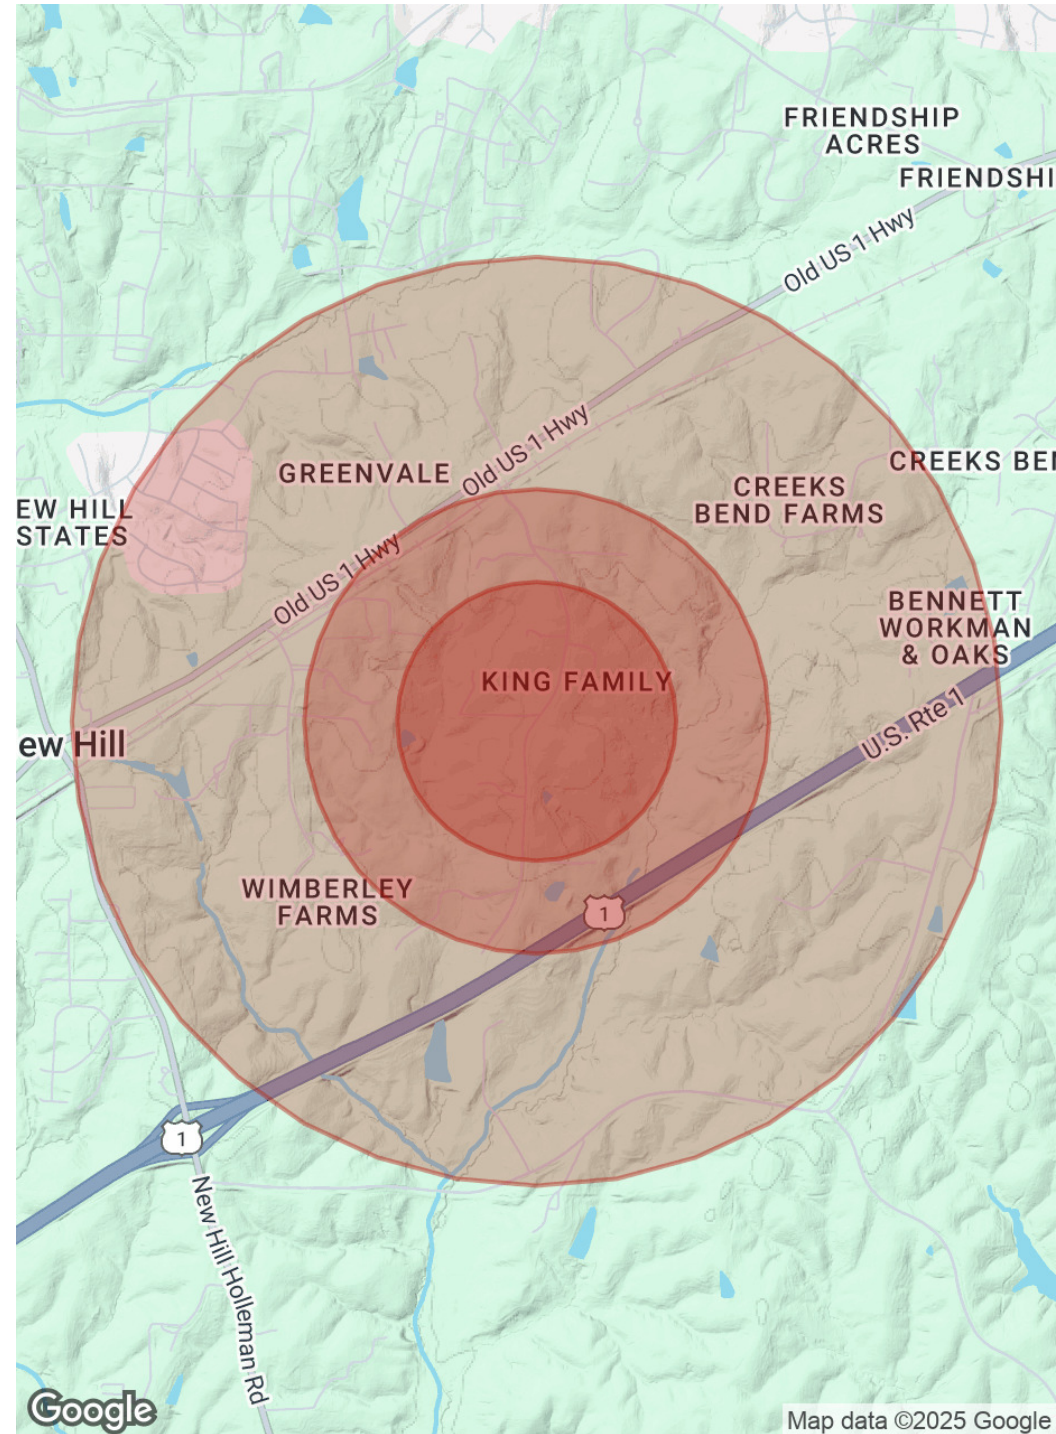 FRIENDSHIP
ACRES
FRIENDSHI
Old US 1 Hwy
Old US 1 Hwy
GREENVALE
CREEKS BEN
CREEKS
BEND FARMS
EW HILL
STATES
Old US 1 Hwy
BENNETT
WORKMAN
& OAKS
KING FAMILY
U.S. Rte 1
ew Hill
WIMBERLEY
FARMS
1
1
New Hill Holleman Rd
Google
Map data ©2025 Google